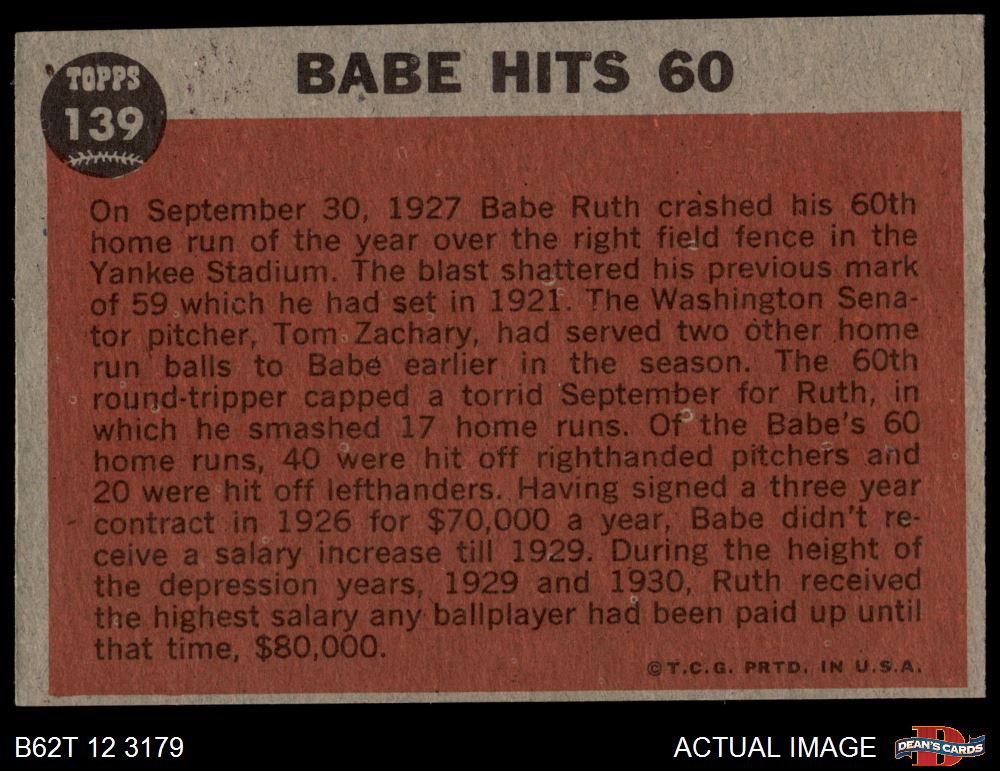 TOPPS
139
BABE HITS 60
On September 30, 1927 Babe Ruth crashed his 60th
home run of the year over the right field fence in the
Yankee Stadium. The blast shattered his previous mark
of 59 which he had set in 1921. The Washington Sena-
tor pitcher, Tom Zachary, had served two other home
run balls to Babe earlier in the season. The 60th
round-tripper capped a torrid September for Ruth, in
which he smashed 17 home runs. Of the Babe's 60
home runs, 40 were hit off righthanded pitchers and
20 were hit off lefthanders. Having signed a three year
contract in 1926 for $70,000 a year, Babe didn't re-
ceive a salary increase till 1929. During the height of
the depression years, 1929 and 1930, Ruth received
the highest salary any ballplayer had been paid up until
that time, $80,000.
©T.C.G. PRTD. IN U.S.A.
B62T 12 3179
ACTUAL IMAGE
D
DEAN'S CARDS